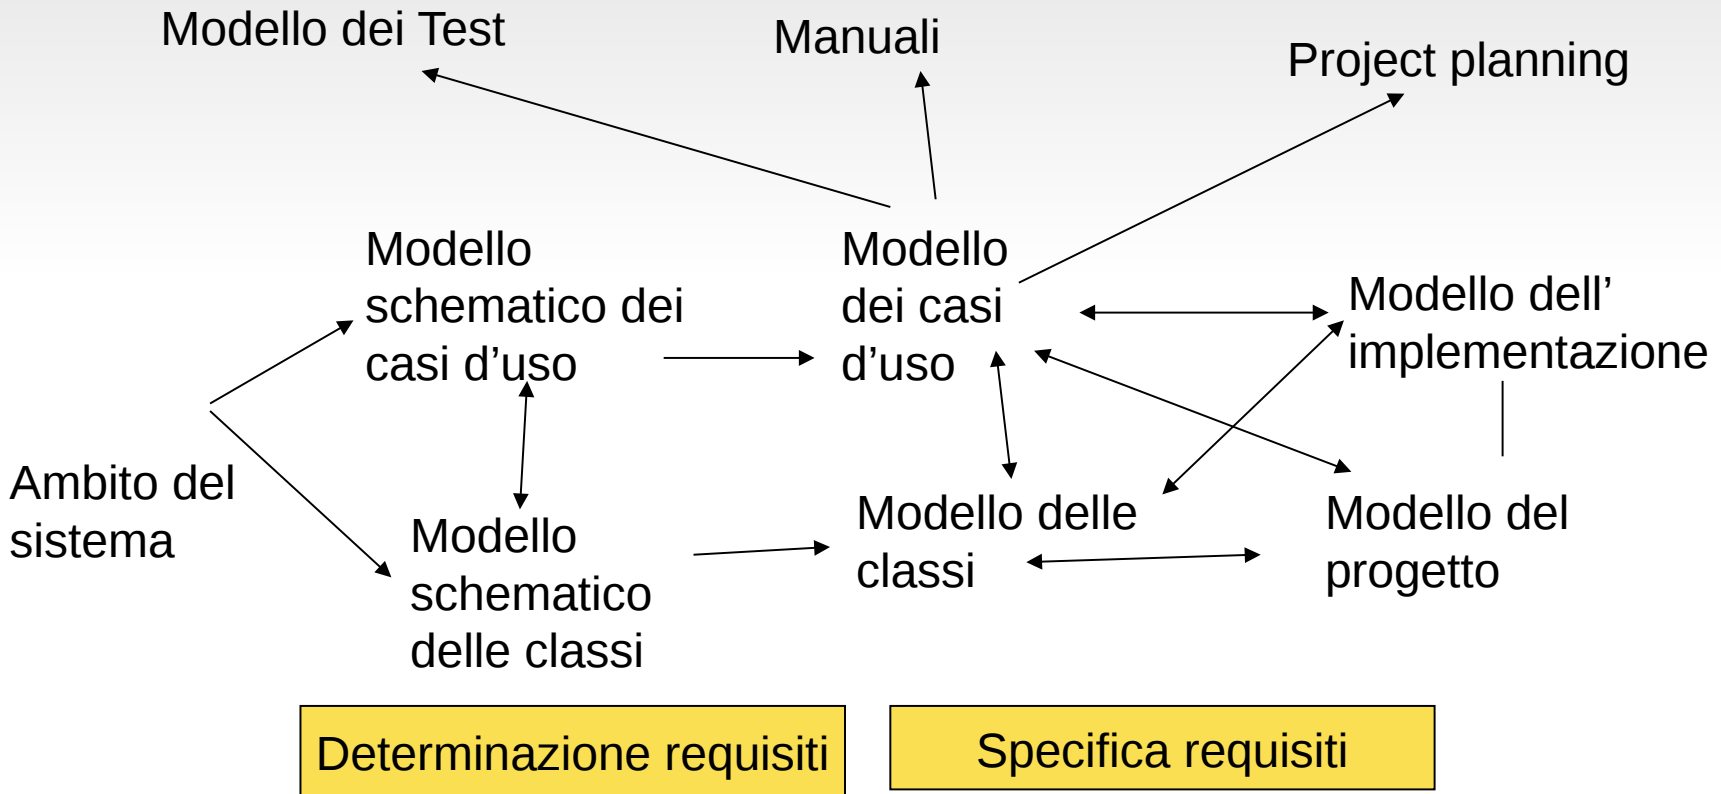 Modello dei Test
Manuali
Project planning
Modello
schematico dei
casi d’uso
Modello
dei casi
d’uso
Modello dell’
implementazione
Ambito del
sistema
Modello
schematico
delle classi
Modello delle
classi
Modello del
progetto
Determinazione requisiti
Specifica requisiti